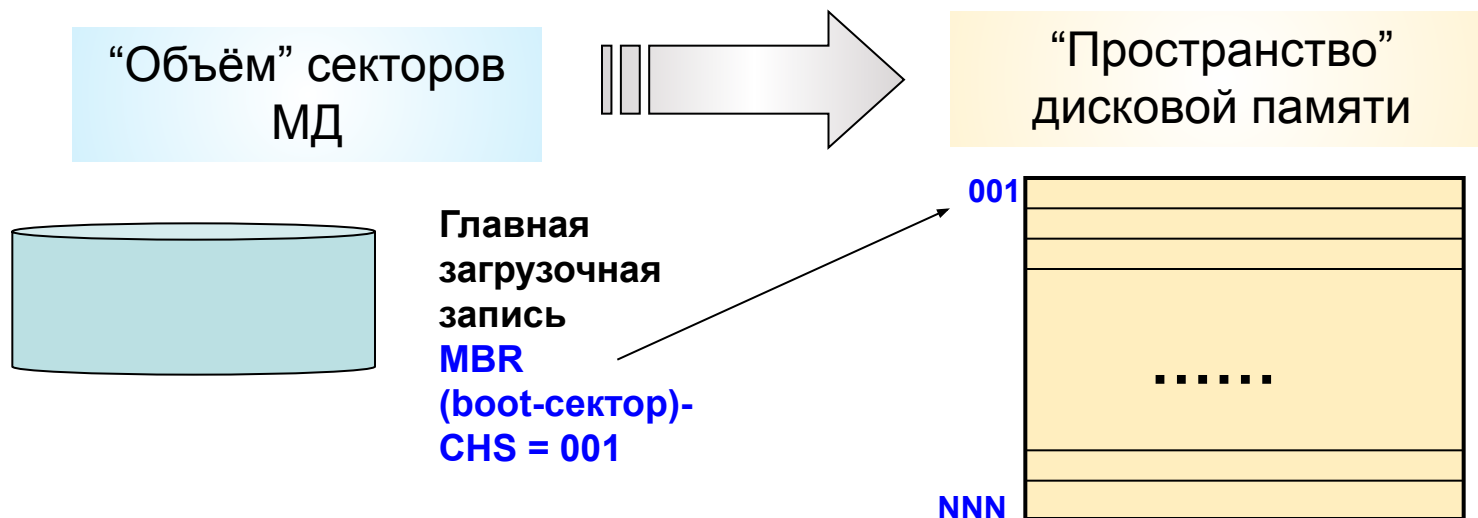 “Объём” секторов
МД
“Пространство”
дисковой памяти
Главная
загрузочная
запись
MBR
(boot-сектор)-
CHS = 001
001
......
NNN